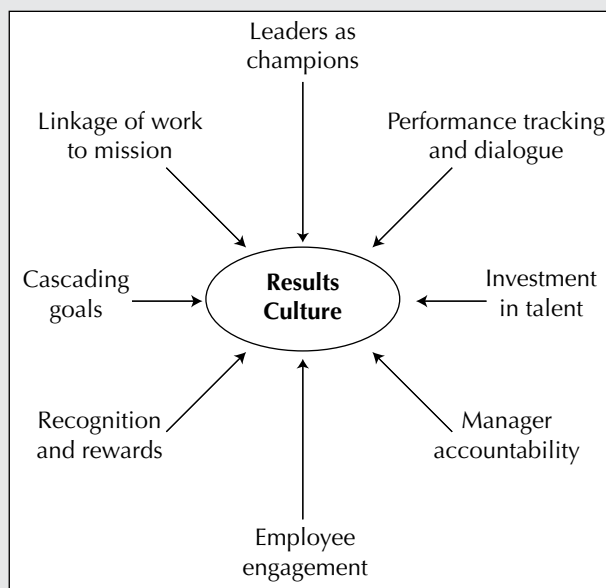 Leaders as
champions
Linkage of work
to mission
Performance tracking
and dialogue
Cascading
goals
Results
Culture
Investment
in talent
Recognition
and rewards
Manager
accountability
Employee
engagement